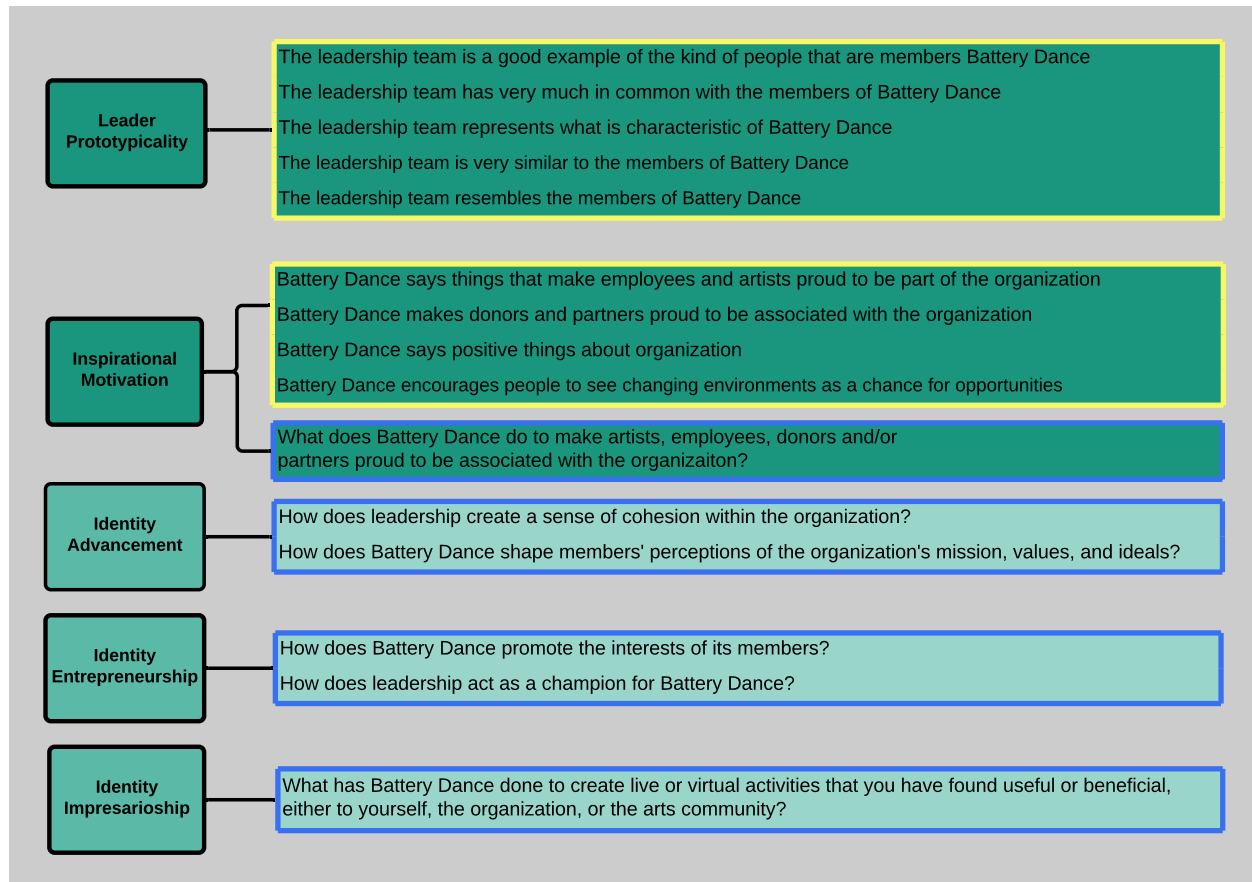 Leader
Prototypicality
The leadership team is a good example of the kind of people that are members Battery Dance
The leadership team has very much in common with the members of Battery Dance
The leadership team represents what is characteristic of Battery Dance
The leadership team is very similar to the members of Battery Dance
The leadership team resembles the members of Battery Dance
Inspirational
Motivation
Battery Dance says things that make employees and artists proud to be part of the organization
Battery Dance makes donors and partners proud to be associated with the organization
Battery Dance says positive things about organization
Battery Dance encourages people to see changing environments as a chance for opportunities
What does Battery Dance do to make artists, employees, donors and/or
partners proud to be associated with the organizaiton?
Identity
Advancement
How does leadership create a sense of cohesion within the organization?
How does Battery Dance shape members' perceptions of the organization's mission, values, and ideals?
Identity
Entrepreneurship
How does Battery Dance promote the interests of its members?
How does leadership act as a champion for Battery Dance?
Identity
Impresarioship
What has Battery Dance done to create live or virtual activities that you have found useful or beneficial,
either to yourself, the organization, or the arts community?